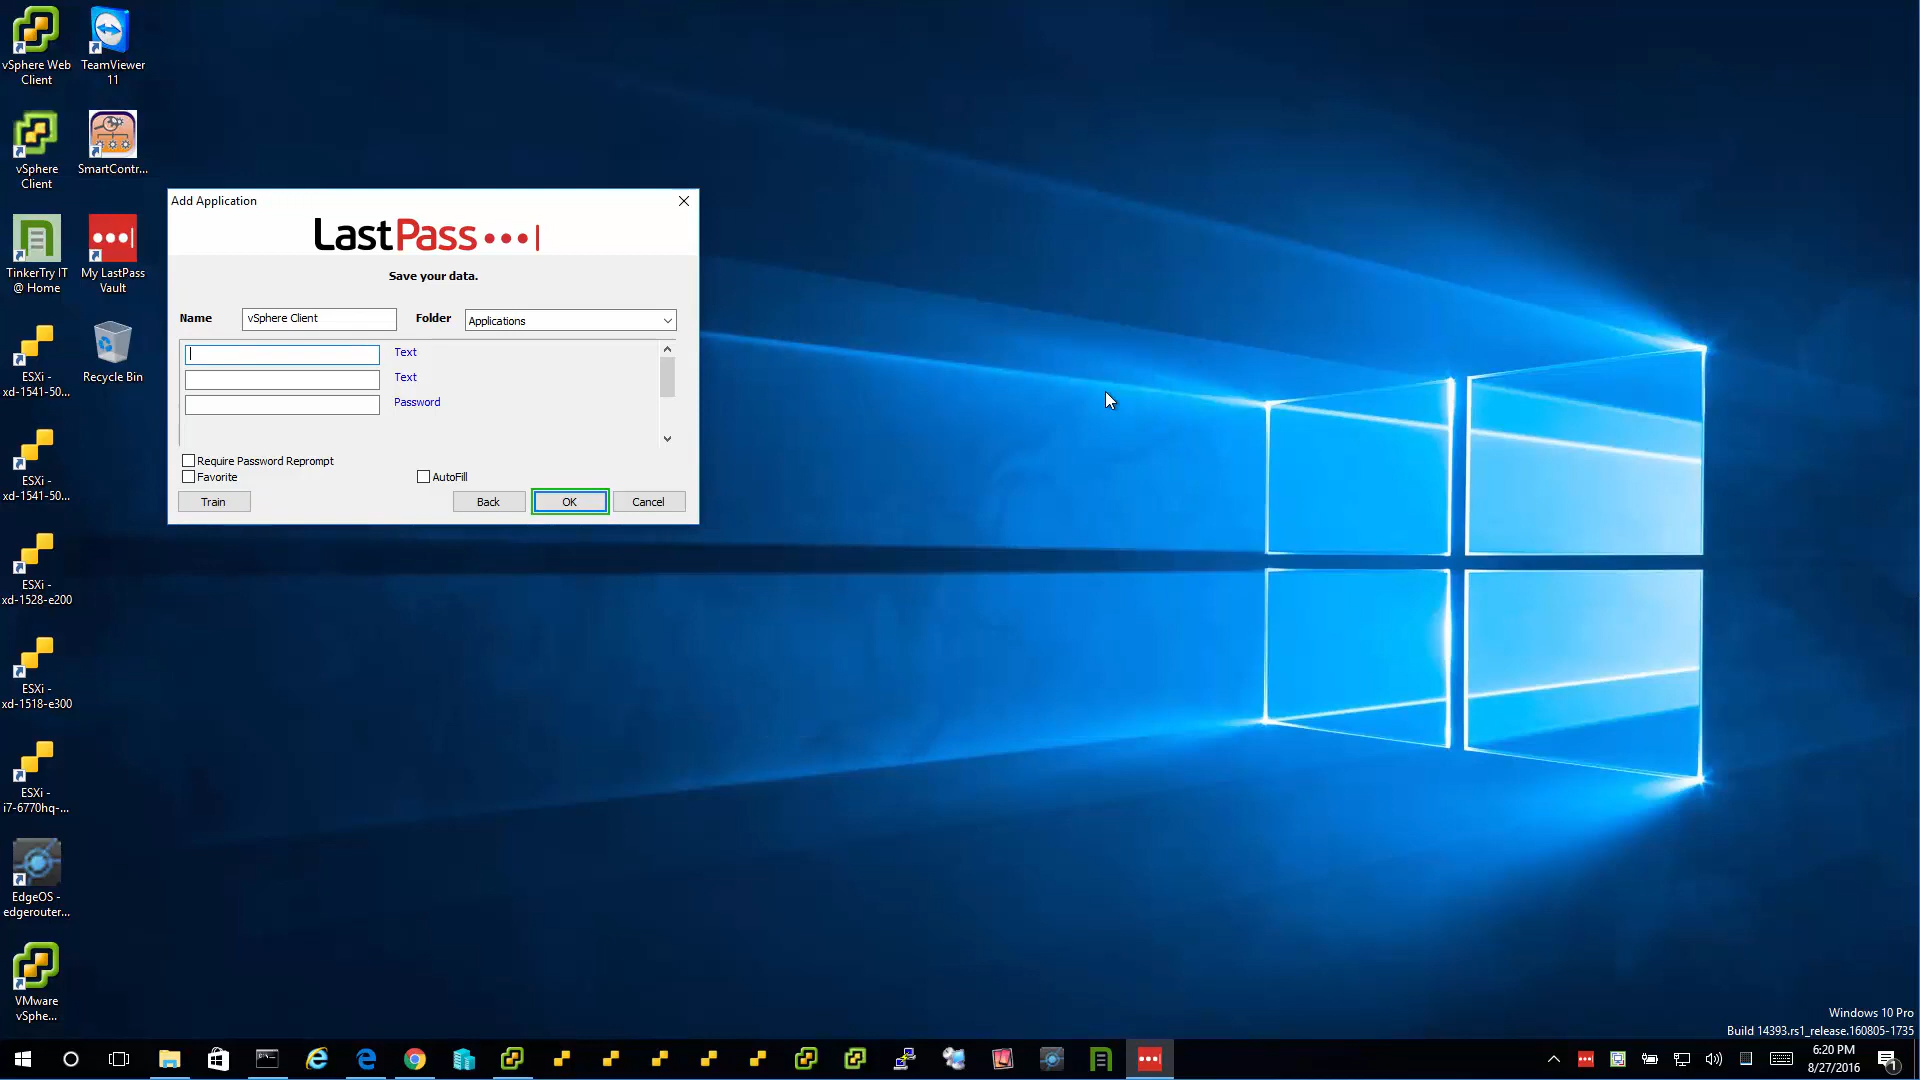 vSphere Web
Client
TeamViewer
11
vSphere
Client
SmartContr...
TinkerTry IT
@ Home
My LastPass
Vault
ESXi -
xd-1541-50...
Recycle Bin
ESXi -
xd-1541-50...
ESXi -
xd-1528-e200
ESXi -
xd-1518-e300
ESXi -
i7-6770hq-...
EdgeOS -
edgerouter...
VMware
vSphe...
Add Application
LastPass
Save your data.
Name vSphere Client Folder Applications
Text
Text
Password
Require Password Reprompt
Favorite AutoFill
Train Back OK Cancel
Windows 10 Pro
Build 14393.rs1_release.160805-1735
6:20 PM
8/27/2016
1